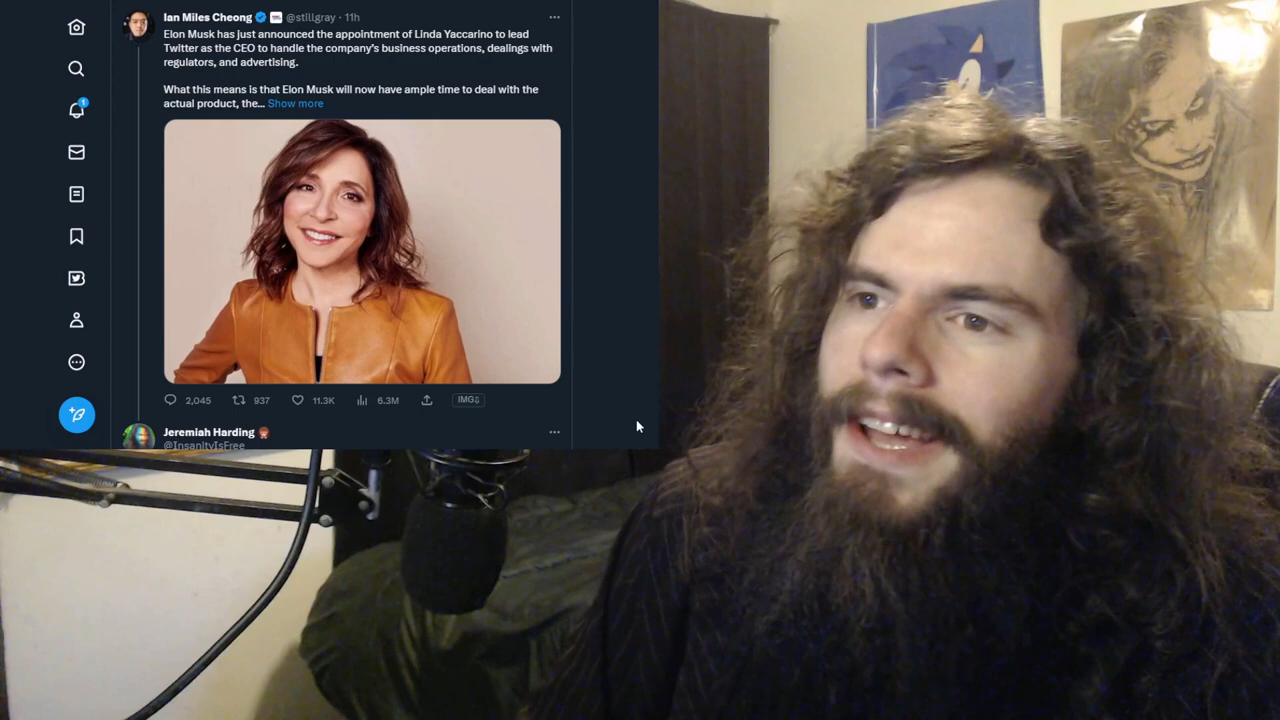 Ian Miles Cheong @stillgray · 11h
Elon Musk has just announced the appointment of Linda Yaccarino to lead
Twitter as the CEO to handle the company's business operations, dealings with
regulators, and advertising.
What this means is that Elon Musk will now have ample time to deal with the
actual product, the... Show more
1
2,045 937 11.3K 6.3M IMG⇩
Jeremiah Harding
@InsanityIsFree